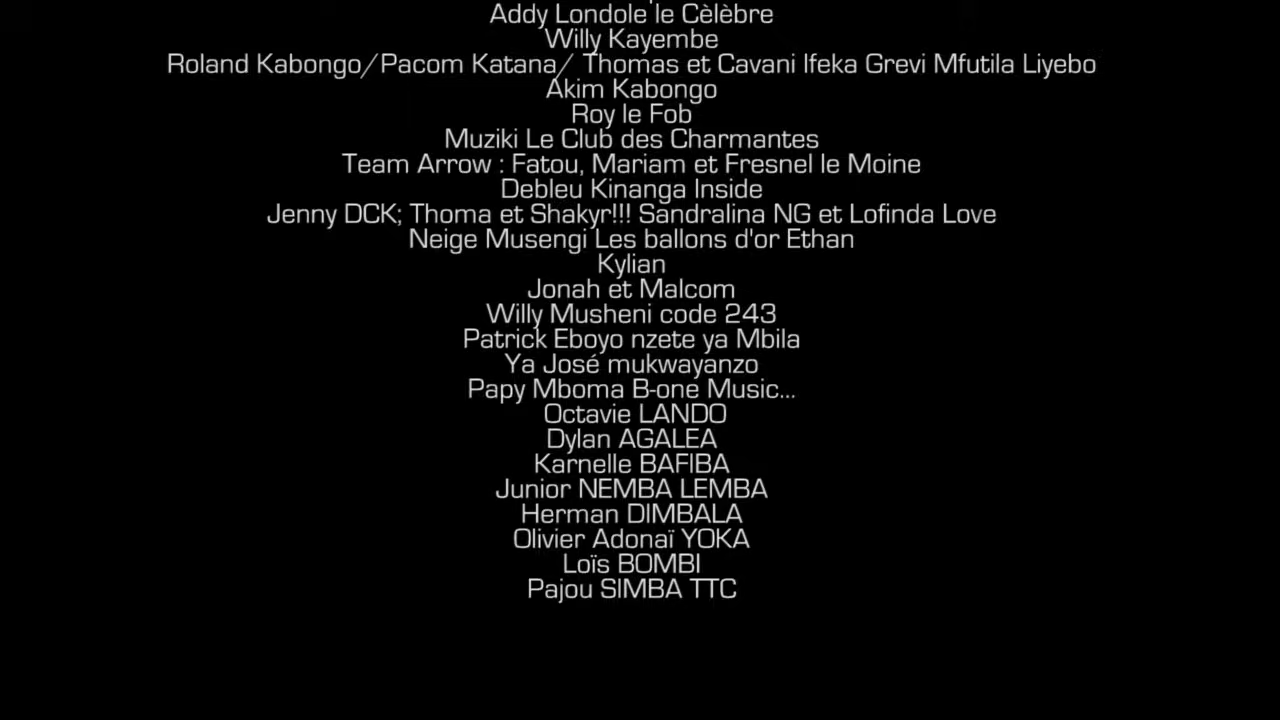 Addy Londole le Cèlèbre
Willy Kayembe
Roland Kabongo/Pacom Katana/ Thomas et Cavani Ifeka Grevi Mfutila Liyebo
Akim Kabongo
Roy le Fob
Muziki Le Club des Charmantes
Team Arrow : Fatou, Mariam et Fresnel le Moine
Debleu Kinanga Inside
Jenny DCK; Thoma et Shakyr!!! Sandralina NG et Lofinda Love
Neige Musengi Les ballons d'or Ethan
Kylian
Jonah et Malcom
Willy Musheni code 243
Patrick Eboyo nzete ya Mbila
Ya José mukwayanzo
Papy Mboma B-one Music...
Octavie LANDO
Dylan AGALEA
Karnelle BAFIBA
Junior NEMBA LEMBA
Herman DIMBALA
Olivier Adonaï YOKA
Loïs BOMBI
Pajou SIMBA TTC